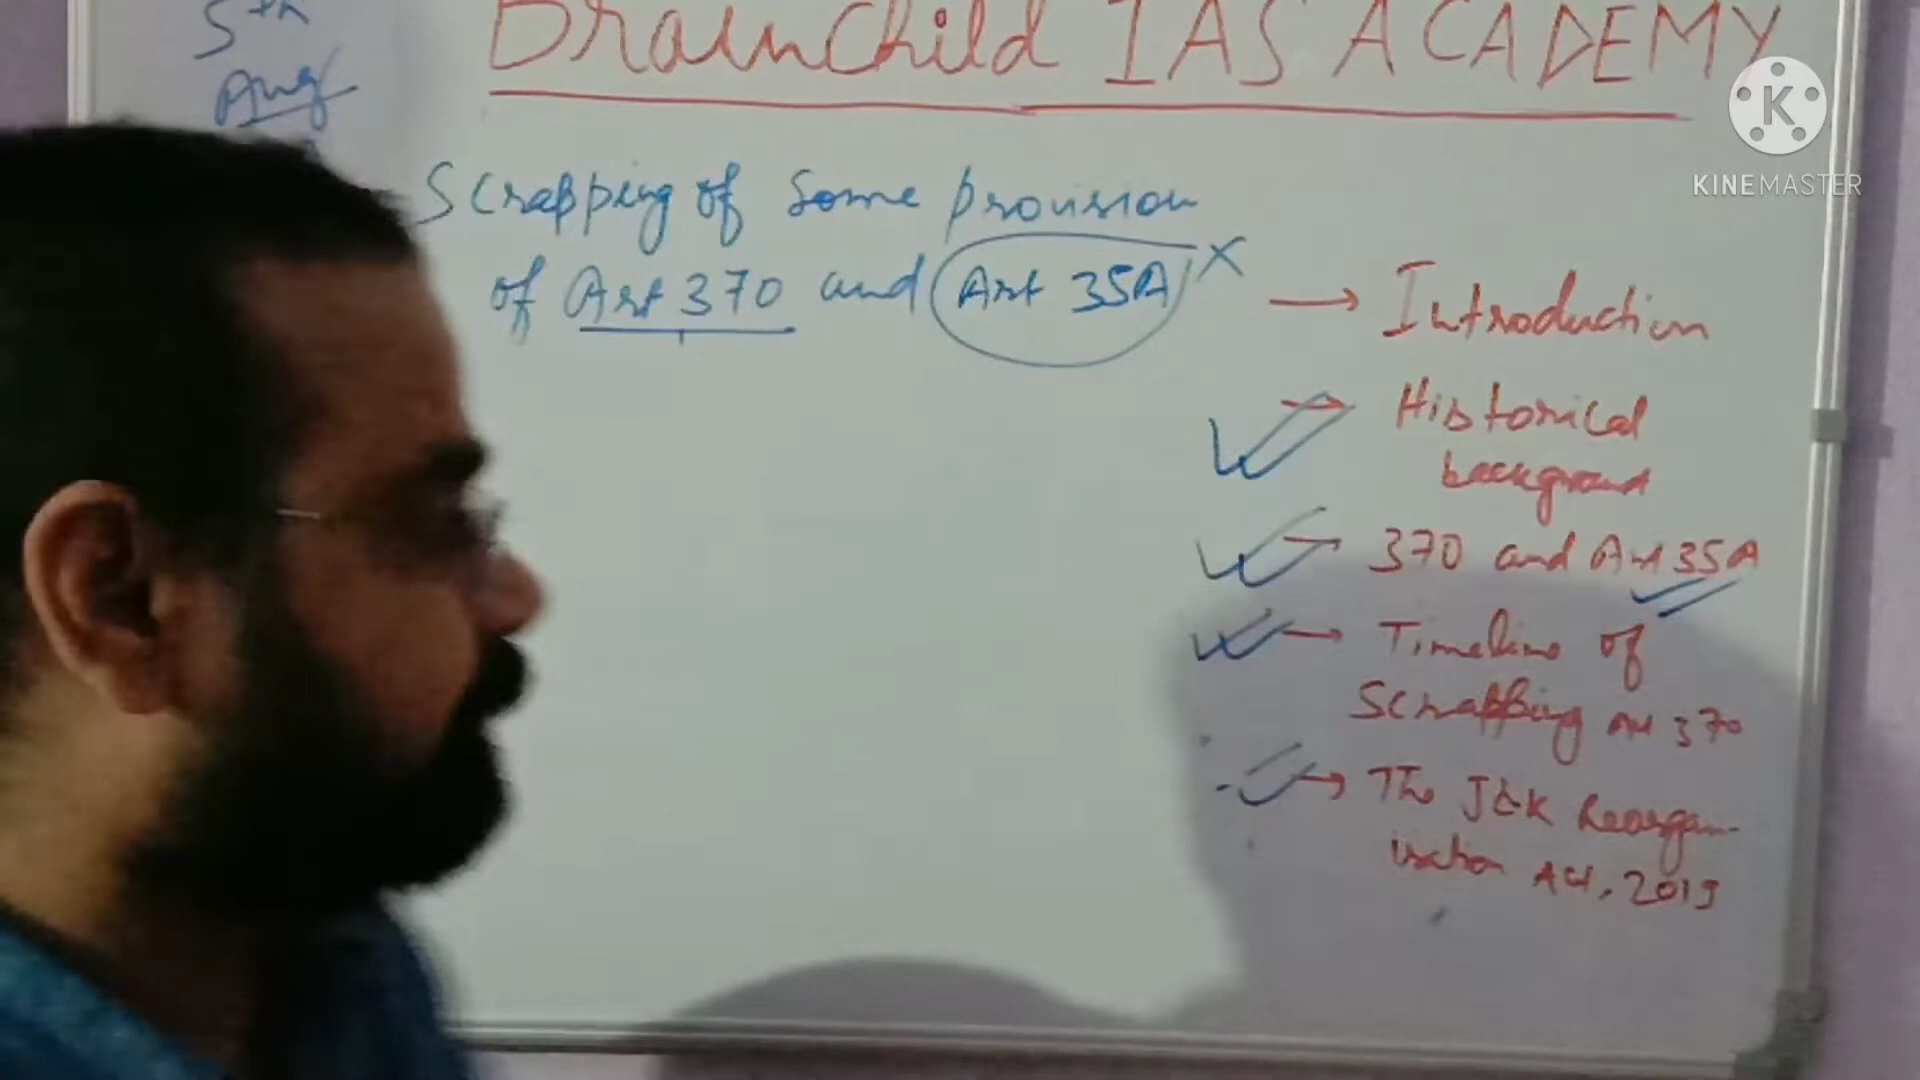 5th
Aug
BrainChild IAS ACADEMY
KINEMASTER
Scrapping of Some provision
of Art 370 and Art 35A X
→ Introduction
→ Historical
background
→ 370 and Art 35A
→ Timeline of
Scrapping Art 370
→ The J&K Reorgan-
isation Act, 2019